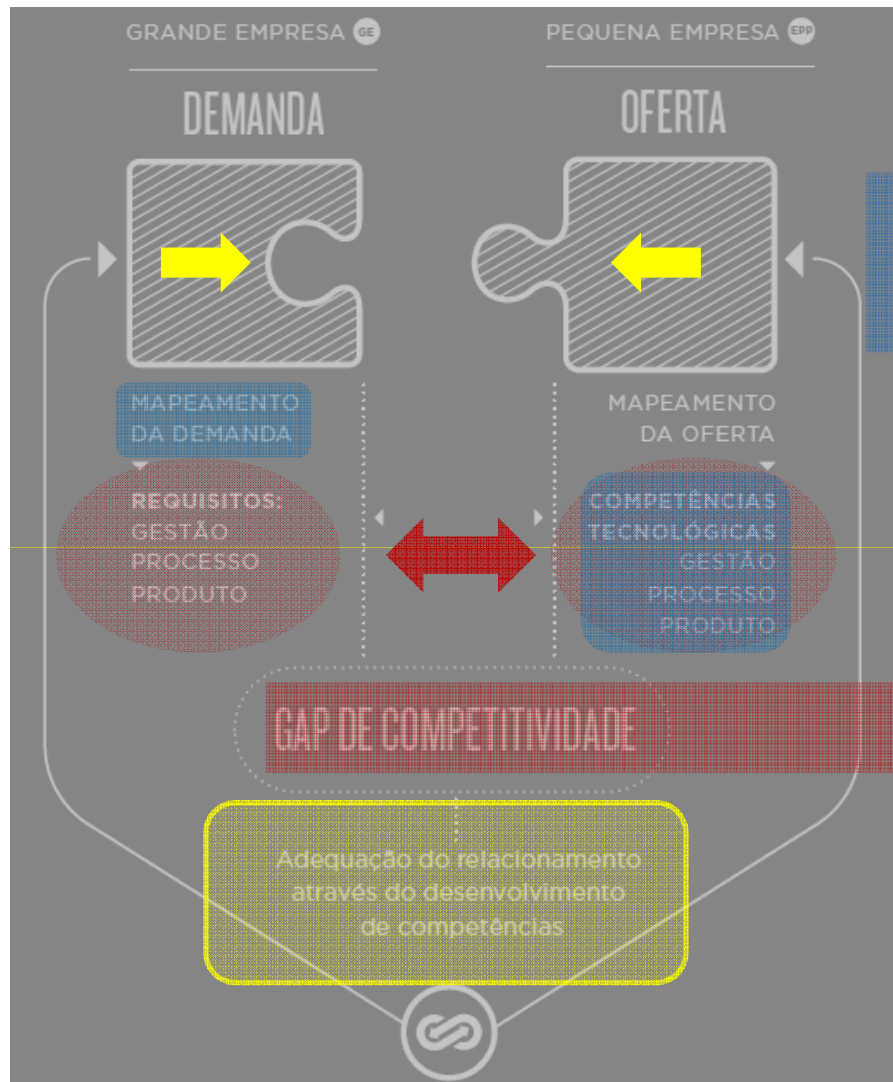 GRANDE EMPRESA GE
PEQUENA EMPRESA EPP
DEMANDA
OFERTA
MAPEAMENTO
DA DEMANDA
REQUISITOS:
GESTÃO
PROCESSO
PRODUTO
MAPEAMENTO
DA OFERTA
COMPETÊNCIAS
TECNOLÓGICAS
GESTÃO
PROCESSO
PRODUTO
GAP DE COMPETITIVIDADE
Adequação do relacionamento
através do desenvolvimento
de competências